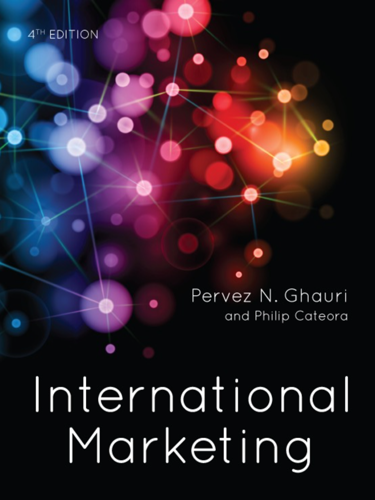 4TH EDITION
Pervez N. Ghauri
and Philip Cateora
International
Marketing